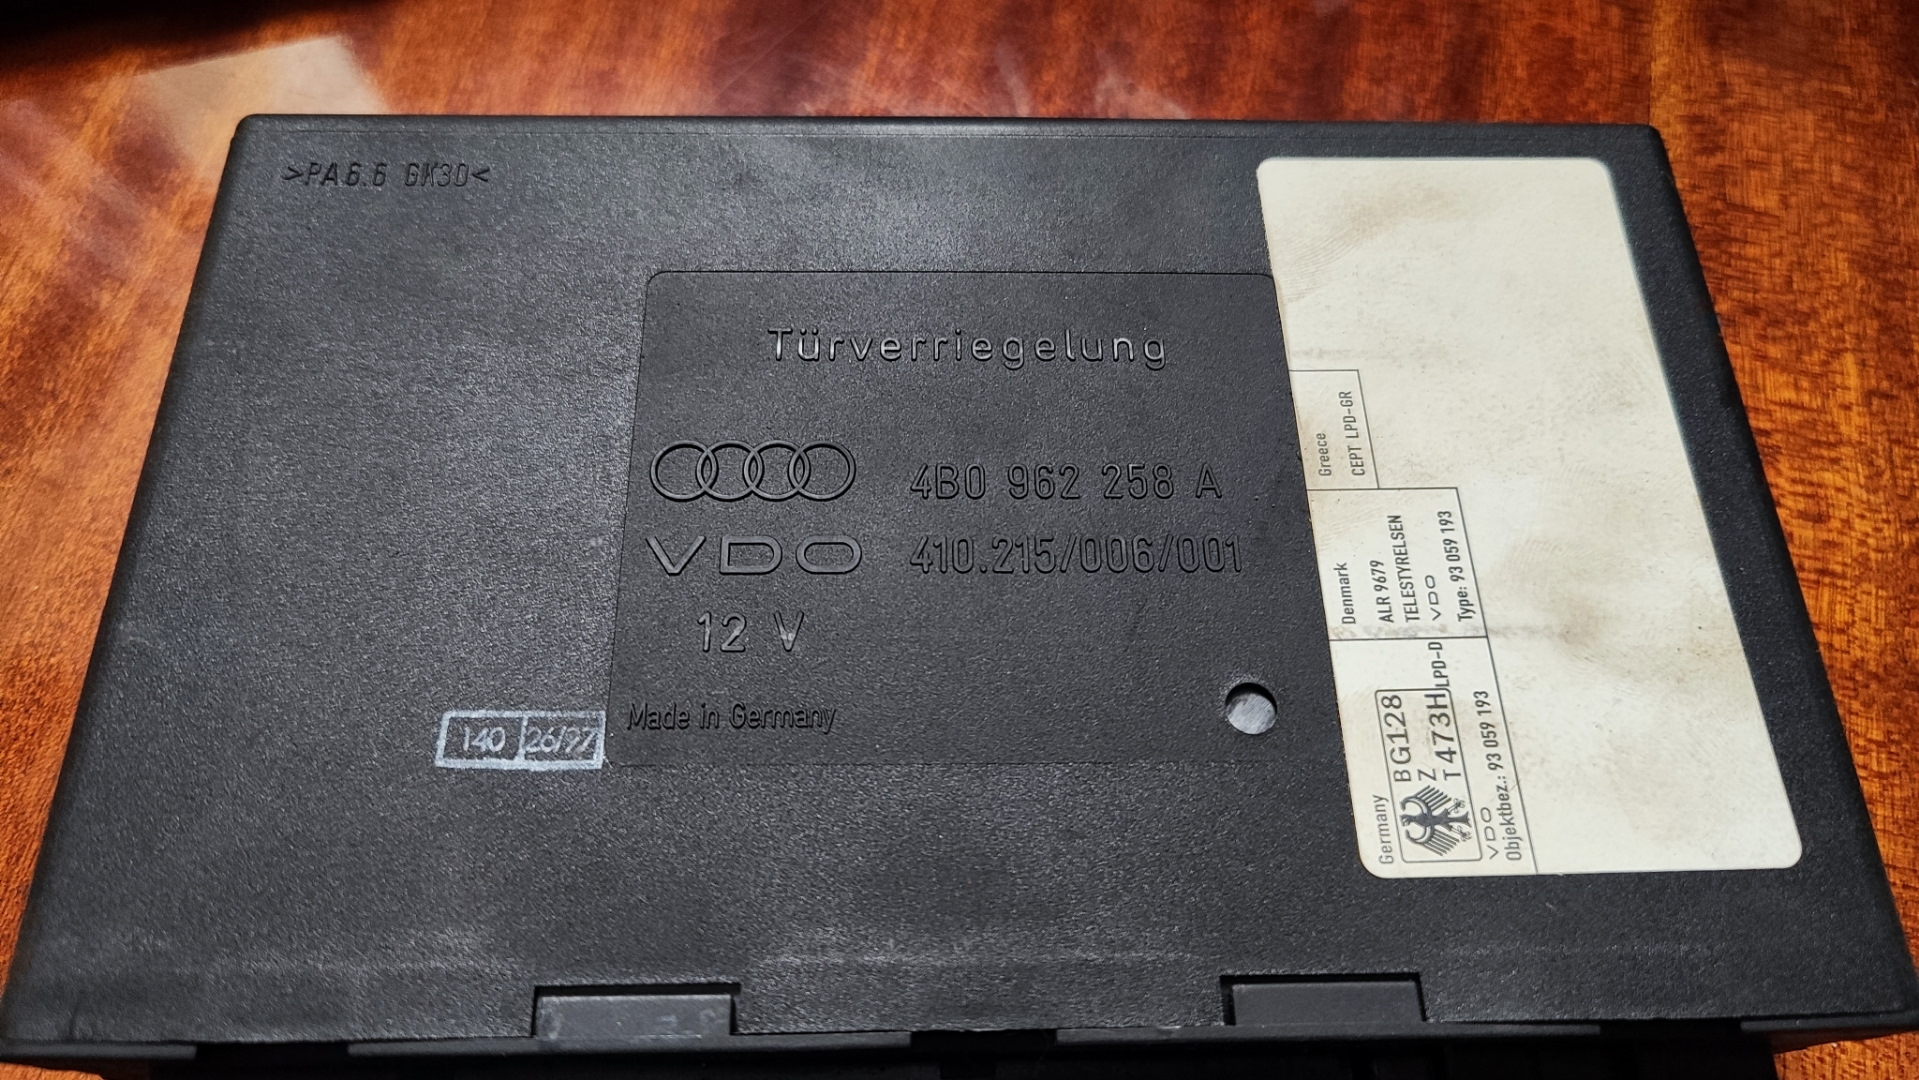 >PA6.6 GK30<
Türverriegelung
4B0 962 258 A
VDO 410.215/006/001
12 V
Made in Germany
140 26/97
Greece
CEPT LPD-GR
Denmark
ALR 9679
TELESTYRELSEN
VDO
Type: 93 059 193
Germany
BG128
Z
T473H LPD-D
VDO
Objektbez.: 93 059 193